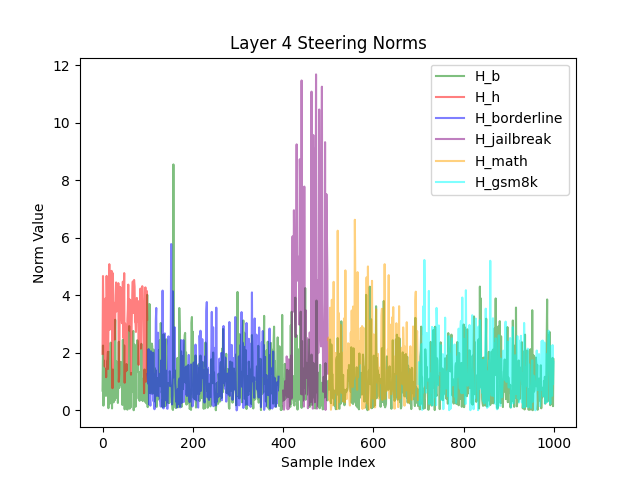 Layer 4 Steering Norms
12
10
8
6
4
2
0
Norm Value
H_b
H_h
H_borderline
H_jailbreak
H_math
H_gsm8k
0 200 400 600 800 1000
Sample Index